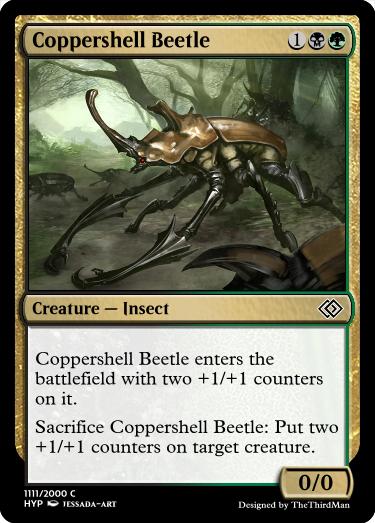 Coppershell Beetle 1
Creature — Insect
Coppershell Beetle enters the
battlefield with two +1/+1 counters
on it.
Sacrifice Coppershell Beetle: Put two
+1/+1 counters on target creature.
0/0
1111/2000 C
HYP JESSADA-ART
Designed by TheThirdMan